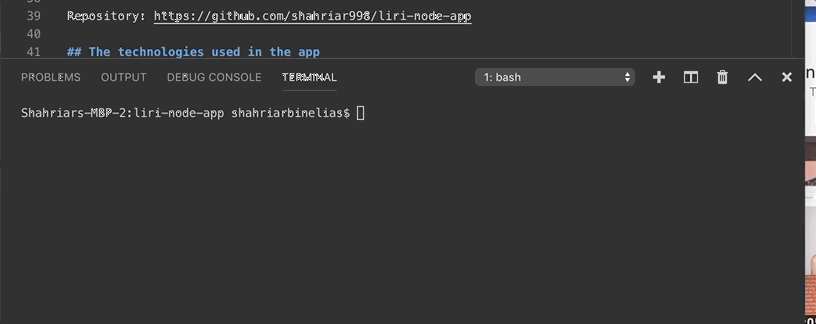 39 Repository: https://github.com/shahriar998/liri-node-app
40
41 ## The technologies used in the app
PROBLEMS OUTPUT DEBUG CONSOLE TERMINAL 1: bash
Shahriars-MBP-2:liri-node-app shahriarbinelias$